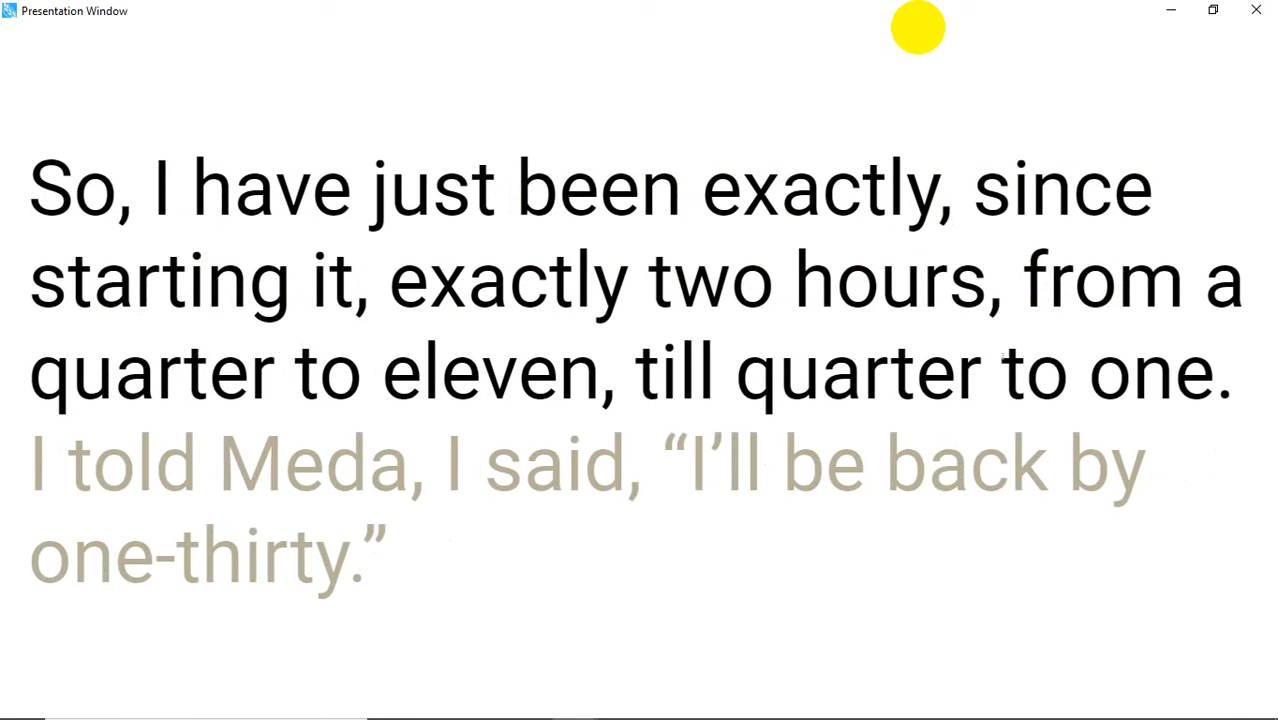 Presentation Window
So, I have just been exactly, since
starting it, exactly two hours, from a
quarter to eleven, till quarter to one.
I told Meda, I said, “I’ll be back by
one-thirty.”